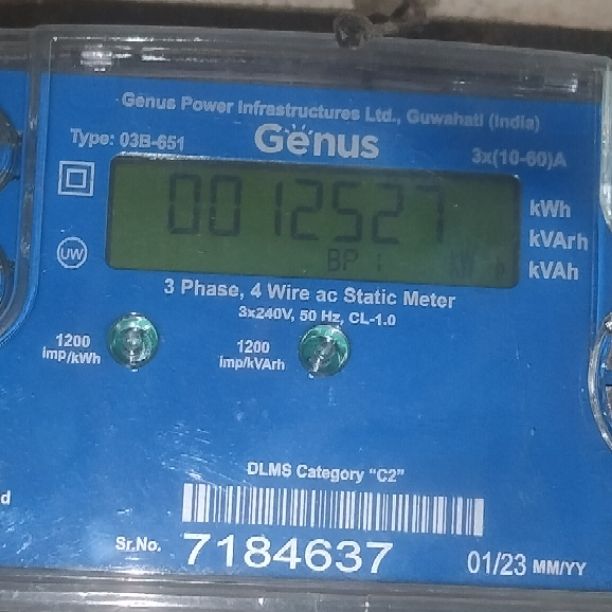 Genus Power Infrastructures Ltd., Guwahati (India)
Type: 03B-651
Genus
3x(10-60)A
UW
0012527
BP :
kWh
kVArh
kVAh
3 Phase, 4 Wire ac Static Meter
3x240V, 50 Hz, CL-1.0
1200
imp/kWh
1200
imp/kVArh
DLMS Category "C2"
Sr.No. 7184637
01/23 MM/YY